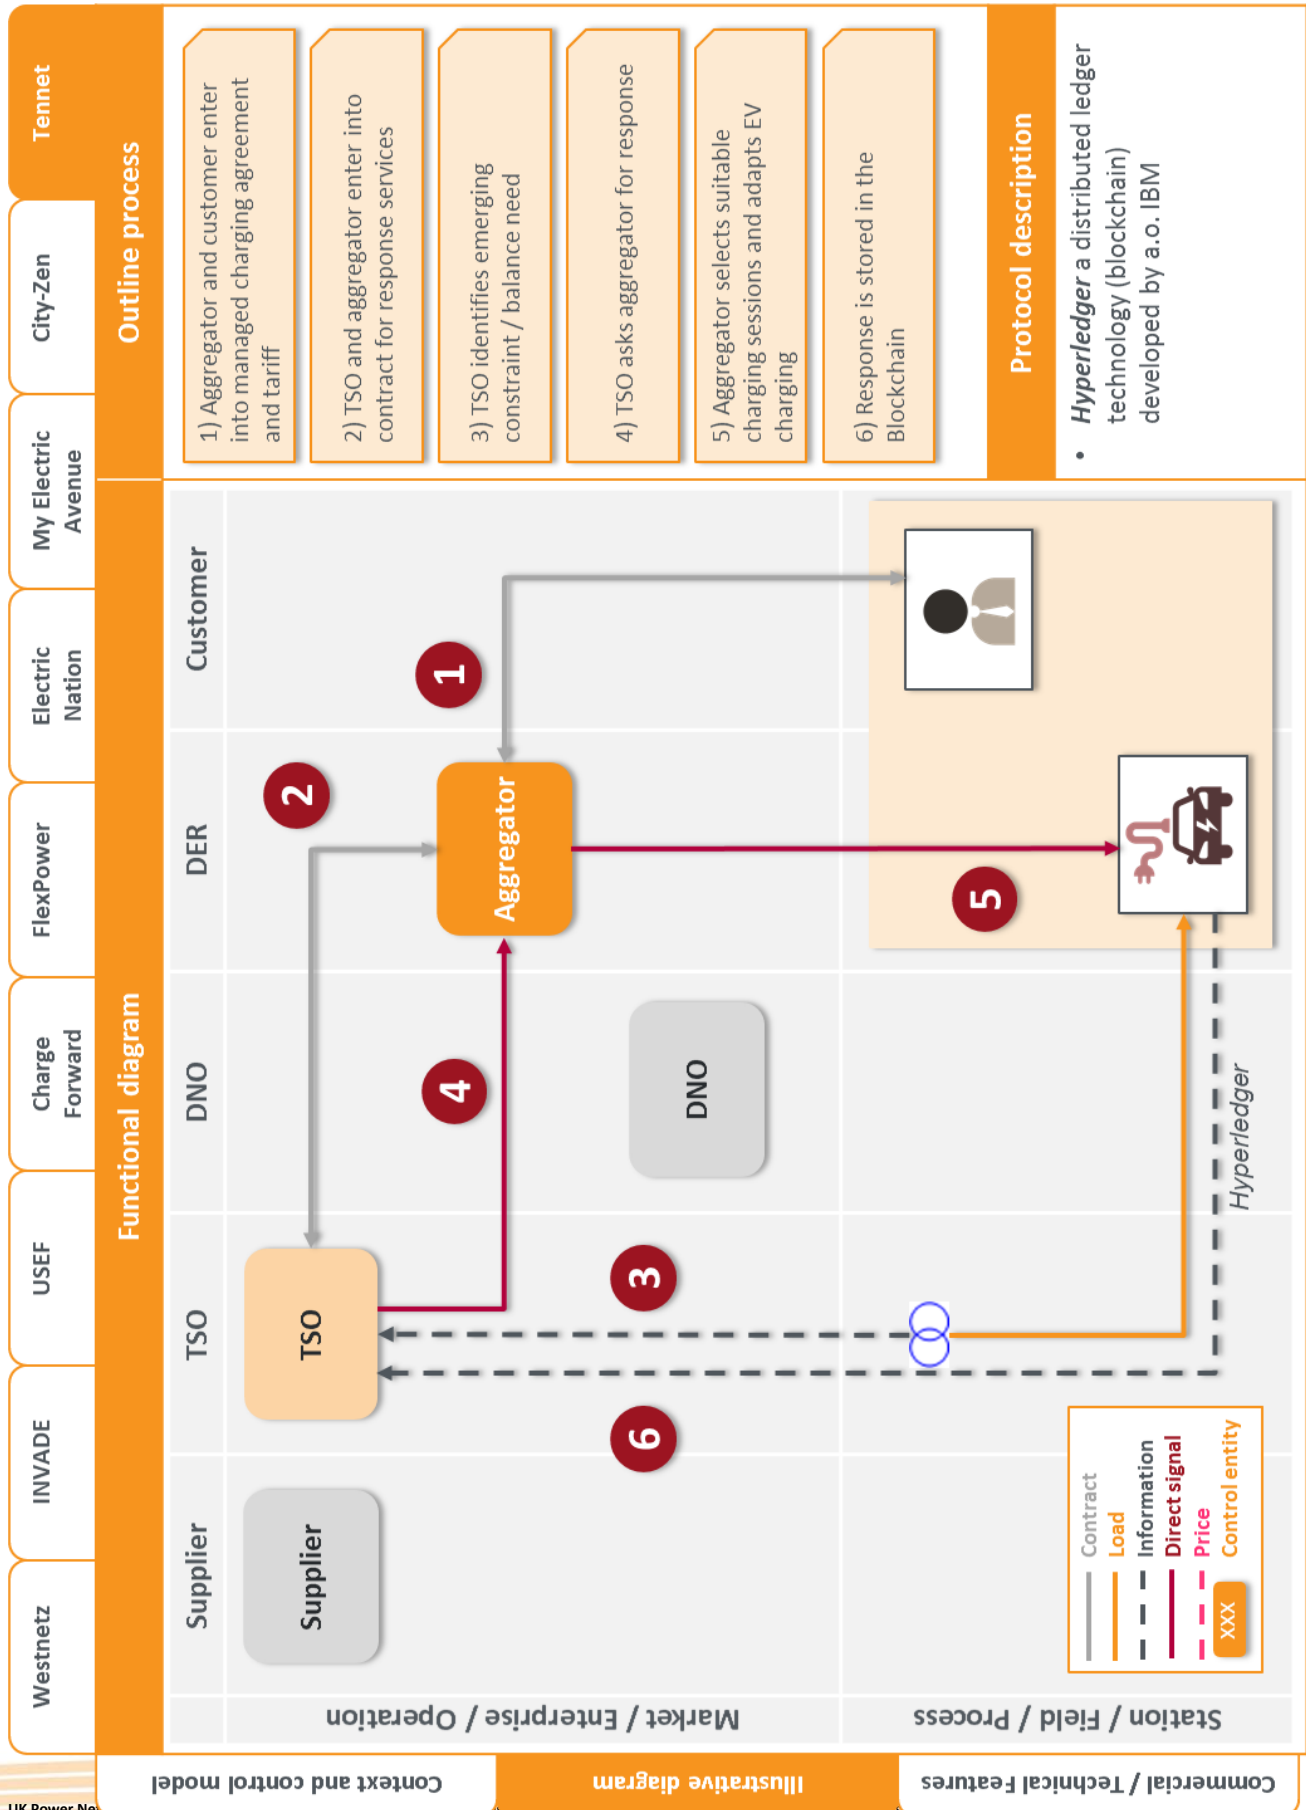 Westnetz
INVADE
USEF
Charge
Forward
FlexPower
Electric
Nation
My Electric
Avenue
City-Zen
Tennet
Functional diagram
Outline process
Supplier
TSO
DNO
DER
Customer
Market / Enterprise / Operation
Station / Field / Process
Context and control model
Illustrative diagram
Commercial / Technical Features
Supplier
TSO
DNO
Aggregator
2
1
4
3
6
5
Hyperledger
Contract
Load
Information
Direct signal
Price
XXX
Control entity
1) Aggregator and customer enter
into managed charging agreement
and tariff
2) TSO and aggregator enter into
contract for response services
3) TSO identifies emerging
constraint / balance need
4) TSO asks aggregator for response
5) Aggregator selects suitable
charging sessions and adapts EV
charging
6) Response is stored in the
Blockchain
Protocol description
• Hyperledger a distributed ledger
technology (blockchain)
developed by a.o. IBM
UK Power Ne